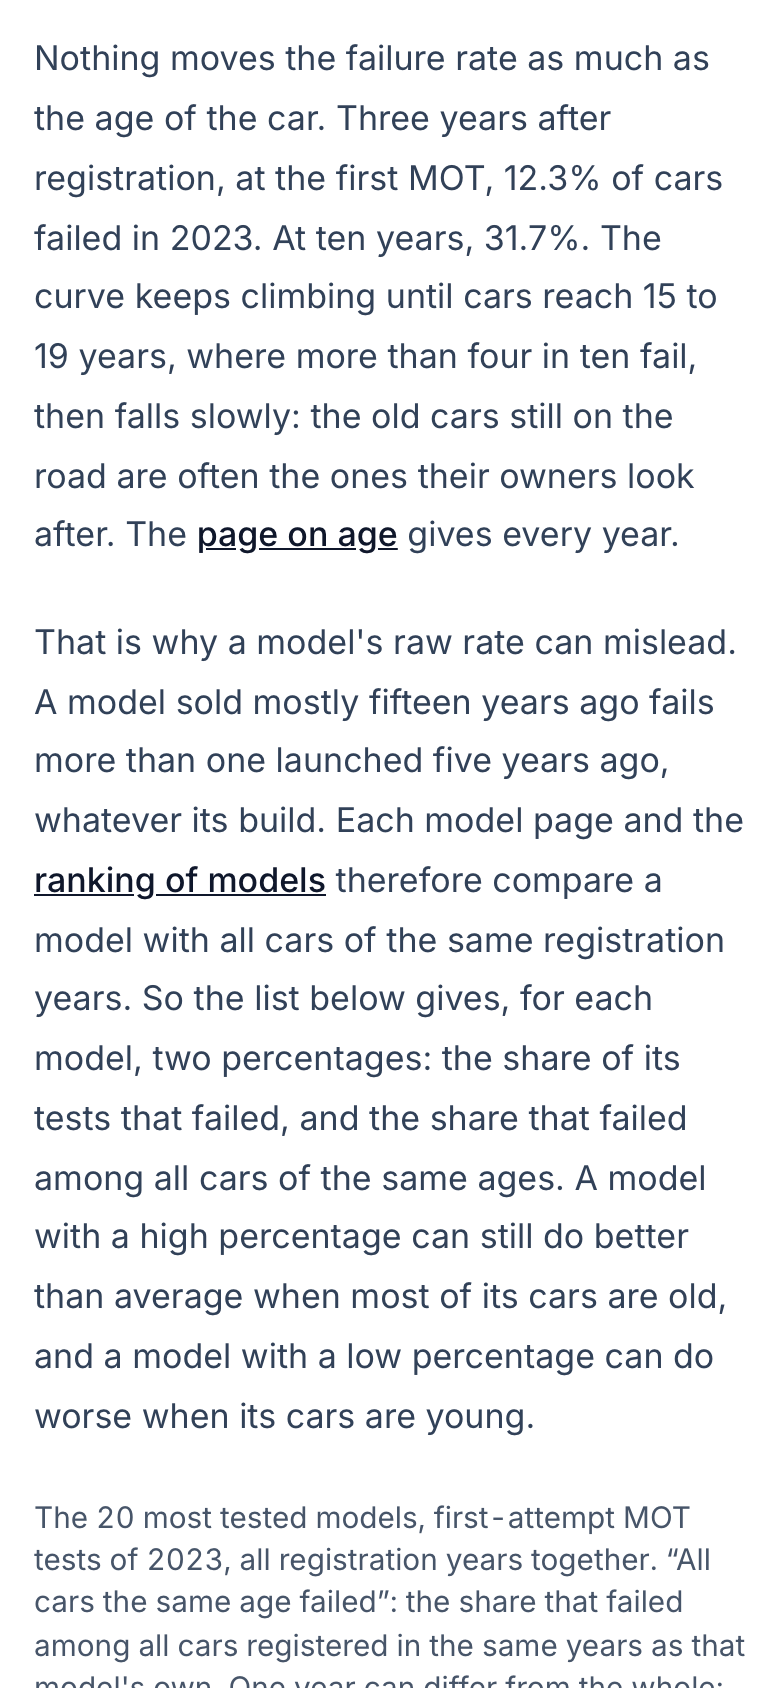 Nothing moves the failure rate as much as
the age of the car. Three years after
registration, at the first MOT, 12.3% of cars
failed in 2023. At ten years, 31.7%. The
curve keeps climbing until cars reach 15 to
19 years, where more than four in ten fail,
then falls slowly: the old cars still on the
road are often the ones their owners look
after. The page on age gives every year.
That is why a model's raw rate can mislead.
A model sold mostly fifteen years ago fails
more than one launched five years ago,
whatever its build. Each model page and the
ranking of models therefore compare a
model with all cars of the same registration
years. So the list below gives, for each
model, two percentages: the share of its
tests that failed, and the share that failed
among all cars of the same ages. A model
with a high percentage can still do better
than average when most of its cars are old,
and a model with a low percentage can do
worse when its cars are young.
The 20 most tested models, first-attempt MOT
tests of 2023, all registration years together. “All
cars the same age failed”: the share that failed
among all cars registered in the same years as that
model's own. One year can differ from the whole: